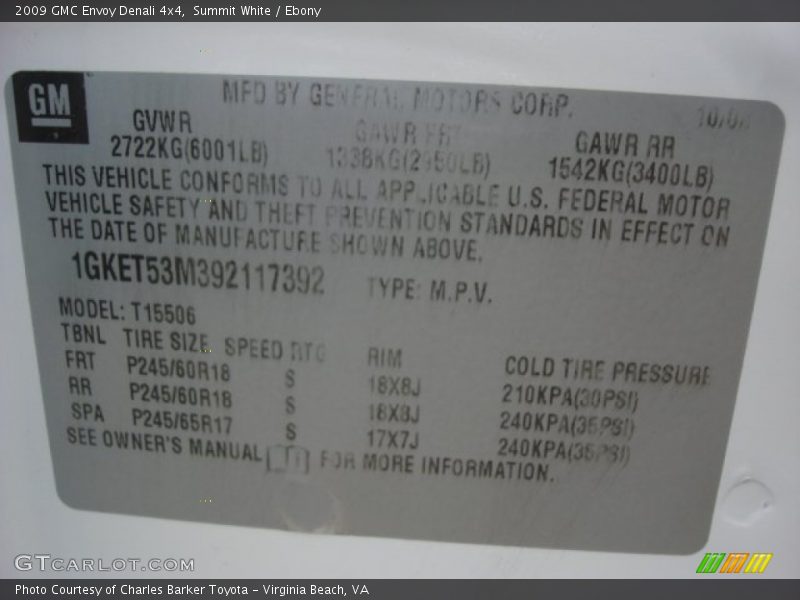 2009 GMC Envoy Denali 4x4,  Summit White / Ebony
GM
MFD BY GENERAL MOTORS CORP.
GVWR GAWR FRT GAWR RR
2722KG(6001LB) 1338KG(2950LB) 1542KG(3400LB)
THIS VEHICLE CONFORMS TO ALL APPLICABLE U.S. FEDERAL MOTOR
VEHICLE SAFETY AND THEFT PREVENTION STANDARDS IN EFFECT ON
THE DATE OF MANUFACTURE SHOWN ABOVE.
1GKET53M392117392 TYPE: M.P.V.
MODEL: T15506
TBNL TIRE SIZE SPEED RTG RIM COLD TIRE PRESSURE
FRT P245/60R18 S 18X8J 210KPA(30PSI)
RR P245/60R18 S 18X8J 240KPA(35PSI)
SPA P245/65R17 S 17X7J 240KPA(35PSI)
SEE OWNER'S MANUAL FOR MORE INFORMATION.
GTCARLOT.COM
Photo Courtesy of Charles Barker Toyota - Virginia Beach, VA